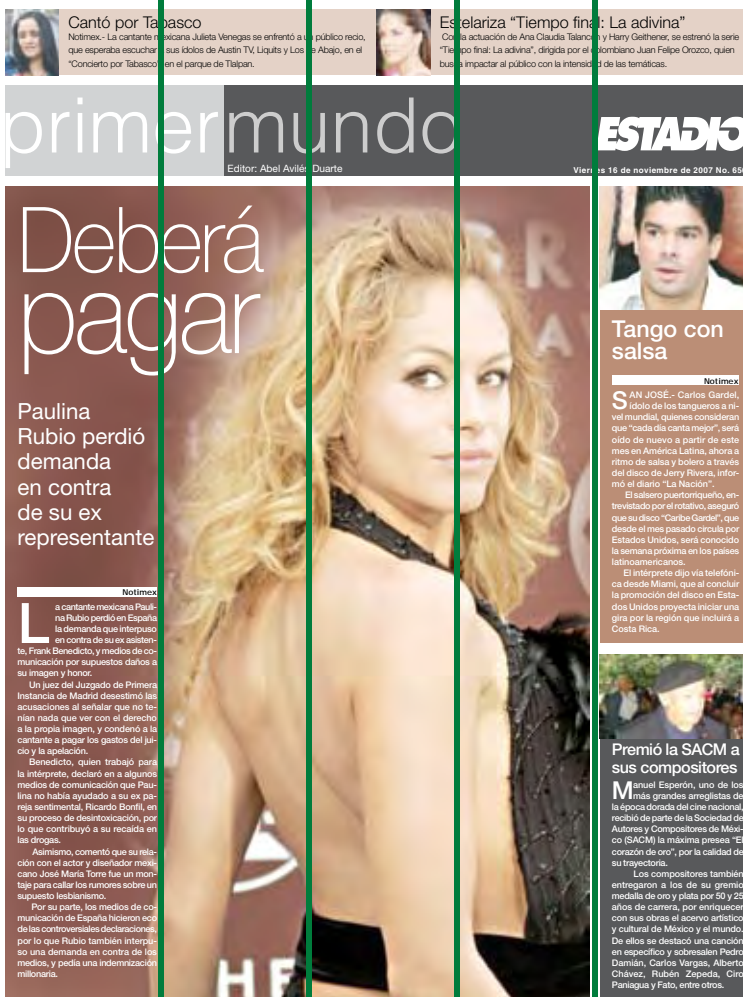 Cantó por Tabasco
Notimex.- La cantante mexicana Julieta Venegas se enfrentó a un público recio,
que esperaba escuchar a sus ídolos de Austin TV, Liquits y Los de Abajo, en el
"Concierto por Tabasco" en el parque de Tlalpan.
Estelariza "Tiempo final: La adivina"
Con la actuación de Ana Claudia Talancón y Harry Geithener, se estrenó la serie
"Tiempo final: La adivina", dirigida por el colombiano Juan Felipe Orozco, quien
busca impactar al público con la intensidad de las temáticas.
primermundo
Editor: Abel Avilés Duarte
ESTADIO
Viernes 16 de noviembre de 2007 No. 650
Deberá
pagar
Paulina
Rubio perdió
demanda
en contra
de su ex
representante
Notimex
La cantante mexicana Pauli-
na Rubio perdió en España
la demanda que interpuso
en contra de su ex asisten-
te, Frank Benedicto, y medios de co-
municación por supuestos daños a
su imagen y honor.
Un juez del Juzgado de Primera
Instancia de Madrid desestimó las
acusaciones al señalar que no te-
nían nada que ver con el derecho
a la propia imagen, y condenó a la
cantante a pagar los gastos del jui-
cio y la apelación.
Benedicto, quien trabajó para
la intérprete, declaró en a algunos
medios de comunicación que Pau-
lina no había ayudado a su ex pa-
reja sentimental, Ricardo Bonfil, en
su proceso de desintoxicación, por
lo que contribuyó a su recaída en
las drogas.
Asimismo, comentó que su rela-
ción con el actor y diseñador mexi-
cano José María Torre fue un mon-
taje para callar los rumores sobre un
supuesto lesbianismo.
Por su parte, los medios de co-
municación de España hicieron eco
de las controversiales declaraciones,
por lo que Rubio también interpu-
so una demanda en contra de los
medios, y pedía una indemnización
millonaria.
Tango con
salsa
Notimex
SAN JOSÉ.- Carlos Gardel,
ídolo de los tangueros a ni-
vel mundial, quienes consideran
que "cada día canta mejor", será
oído de nuevo a partir de este
mes en América Latina, ahora a
ritmo de salsa y bolero a través
del disco de Jerry Rivera, infor-
mó el diario "La Nación".
El salsero puertorriqueño, en-
trevistado por el rotativo, aseguró
que su disco "Caribe Gardel", que
desde el mes pasado circula por
Estados Unidos, será conocido
la semana próxima en los países
latinoamericanos.
El intérprete dijo vía telefóni-
ca desde Miami, que al concluir
la promoción del disco en Esta-
dos Unidos proyecta iniciar una
gira por la región que incluirá a
Costa Rica.
Premió la SACM a
sus compositores
Manuel Esperón, uno de los
más grandes arreglistas de
la época dorada del cine nacional,
recibió de parte de la Sociedad de
Autores y Compositores de Méxi-
co (SACM) la máxima presea "El
corazón de oro", por la calidad de
su trayectoria.
Los compositores también
entregaron a los de su gremio
medalla de oro y plata por 50 y 25
años de carrera, por enriquecer
con sus obras el acervo artístico
y cultural de México y el mundo.
De ellos se destacó una canción
en específico y sobresalen Pedro
Damián, Carlos Vargas, Alberto
Chávez, Rubén Zepeda, Ciro
Paniagua y Fato, entre otros.